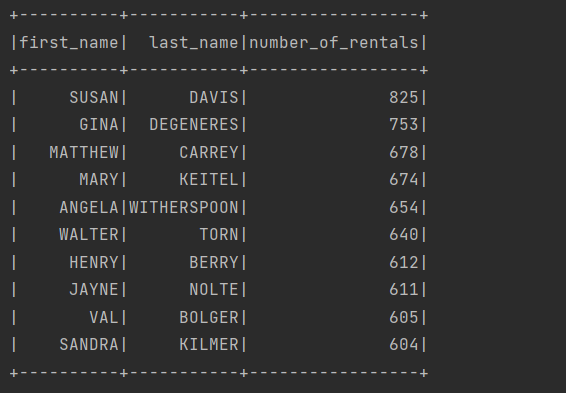 +----------+-----------+-----------------+
|first_name|  last_name|number_of_rentals|
+----------+-----------+-----------------+
|     SUSAN|      DAVIS|              825|
|      GINA|  DEGENERES|              753|
|   MATTHEW|     CARREY|              678|
|      MARY|     KEITEL|              674|
|    ANGELA|WITHERSPOON|              654|
|    WALTER|       TORN|              640|
|     HENRY|      BERRY|              612|
|     JAYNE|      NOLTE|              611|
|       VAL|     BOLGER|              605|
|    SANDRA|     KILMER|              604|
+----------+-----------+-----------------+